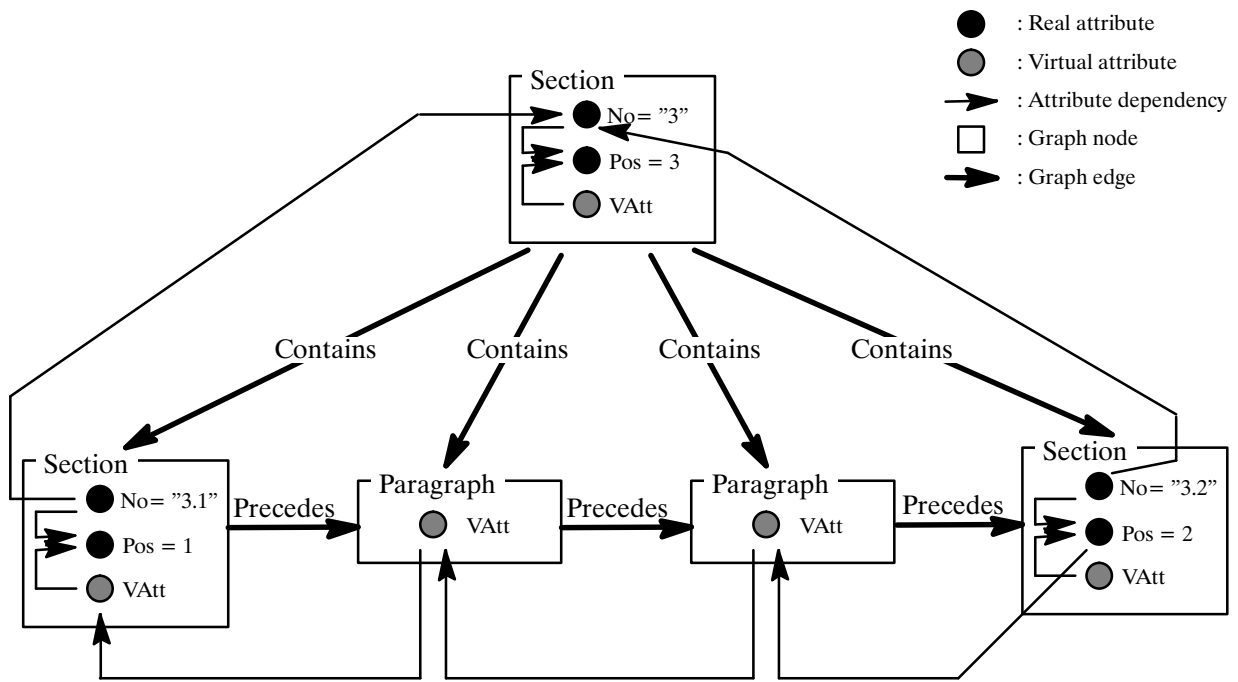 : Real attribute
: Virtual attribute
: Attribute dependency
: Graph node
: Graph edge
Section
No= ”3”
Pos = 3
VAtt
Contains
Contains
Contains
Contains
Section
No= ”3.1”
Pos = 1
VAtt
Precedes
Paragraph
VAtt
Precedes
Paragraph
VAtt
Precedes
Section
No= ”3.2”
Pos = 2
VAtt